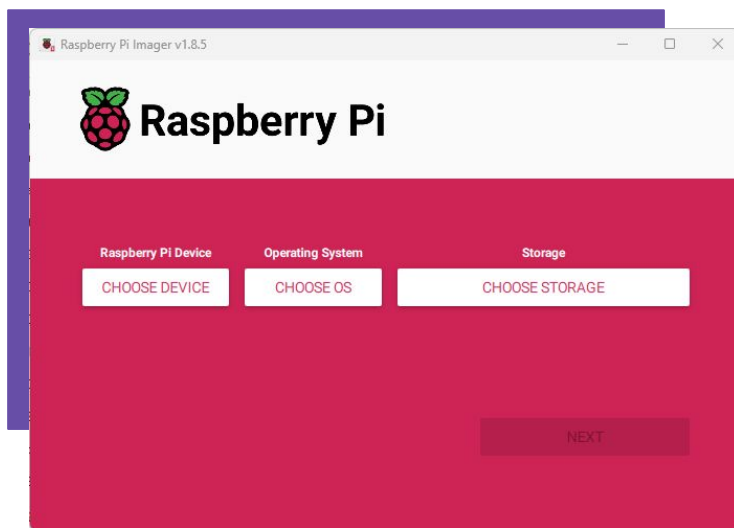 Raspberry Pi Imager v1.8.5
Raspberry Pi
Raspberry Pi Device Operating System Storage
CHOOSE DEVICE CHOOSE OS CHOOSE STORAGE
NEXT